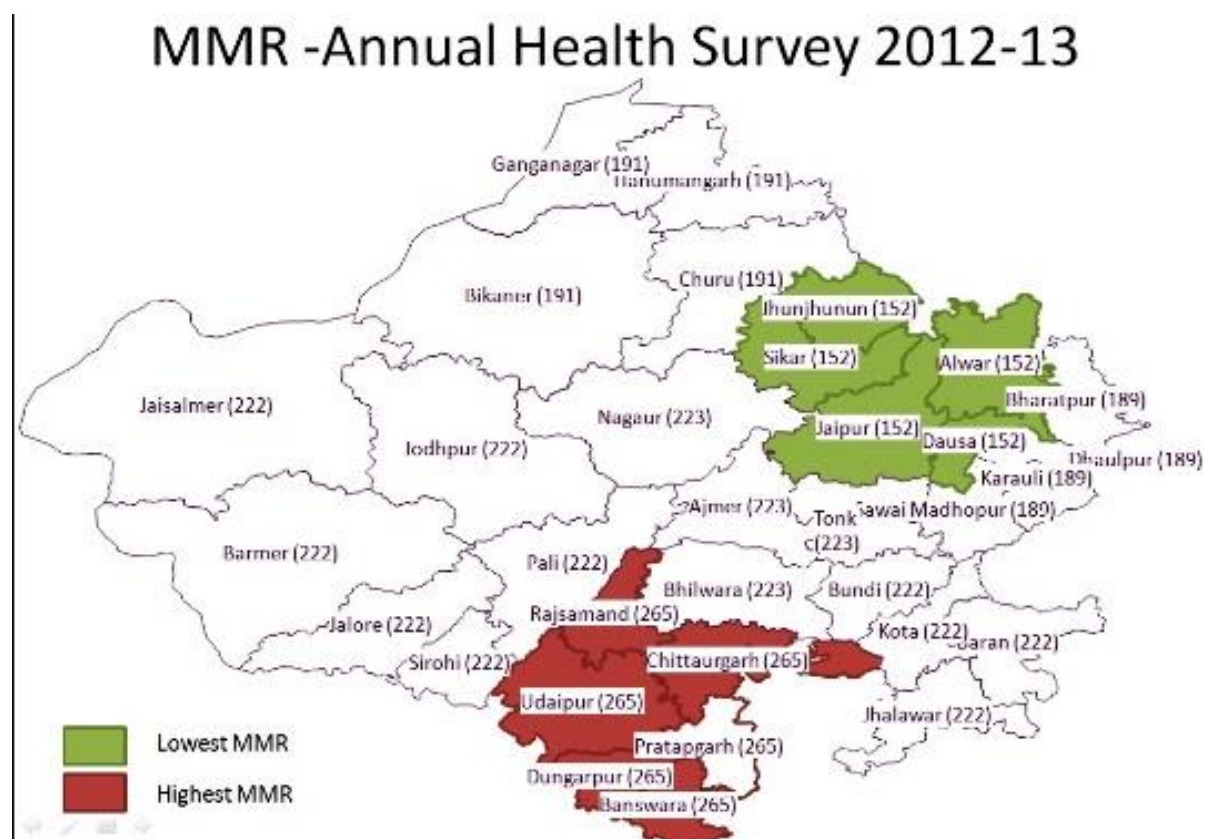 MMR -Annual Health Survey 2012-13
Ganganagar (191)
Hanumangarh (191)
Churu (191)
Bikaner (191)
Jhunjhunun (152)
Sikar (152)
Alwar (152)
Jaisalmer (222)
Nagaur (223)
Bharatpur (189)
Jodhpur (222)
Jaipur (152)
Dausa (152)
Dhaulpur (189)
Karauli (189)
Ajmer (223)
Tonk
(223)
Sawai Madhopur (189)
Barmer (222)
Pali (222)
Bhilwara (223)
Bundi (222)
Rajsamand (265)
Jalore (222)
Kota (222)
Baran (222)
Sirohi (222)
Chittaurgarh (265)
Udaipur (265)
Jhalawar (222)
Pratapgarh (265)
Dungarpur (265)
Banswara (265)
Lowest MMR
Highest MMR